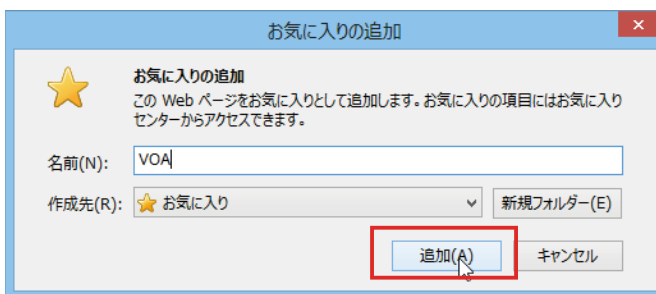 お気に入りの追加
お気に入りの追加
この Web ページをお気に入りとして追加します。お気に入りの項目にはお気に入り
センターからアクセスできます。
名前(N): VOA
作成先(R): お気に入り 新規フォルダー(E)
追加(A) キャンセル